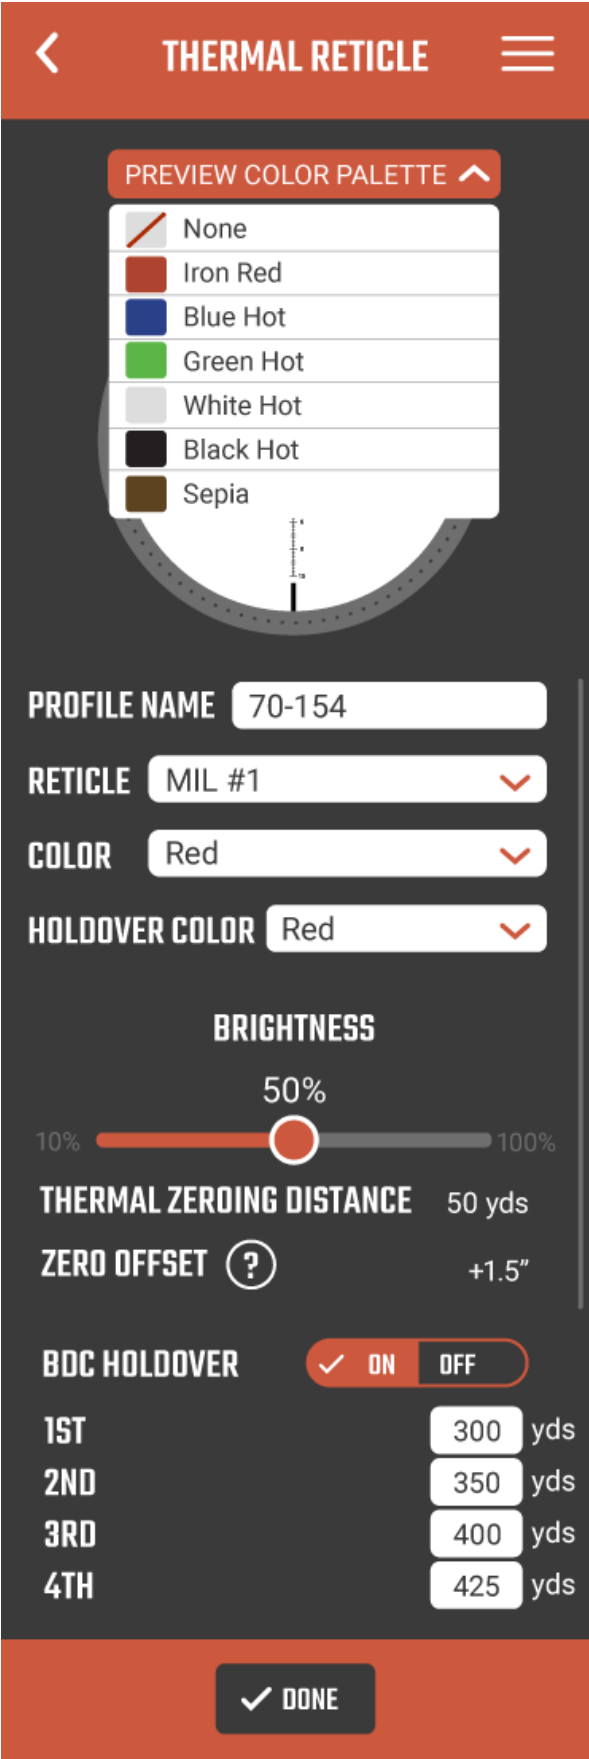 THERMAL RETICLE
PREVIEW COLOR PALETTE
None
Iron Red
Blue Hot
Green Hot
White Hot
Black Hot
Sepia
6
8
10
PROFILE NAME 70-154
RETICLE MIL #1
COLOR Red
HOLDOVER COLOR Red
BRIGHTNESS
50%
10% 100%
THERMAL ZEROING DISTANCE 50 yds
ZERO OFFSET ? +1.5”
BDC HOLDOVER ON OFF
1ST 300 yds
2ND 350 yds
3RD 400 yds
4TH 425 yds
DONE